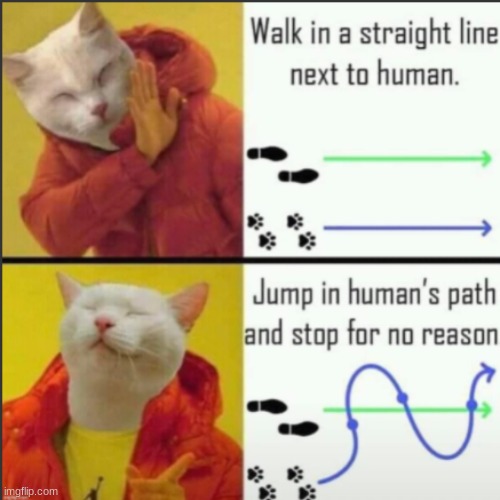 Walk in a straight line
next to human.
Jump in human's path
and stop for no reason
imgflip.com